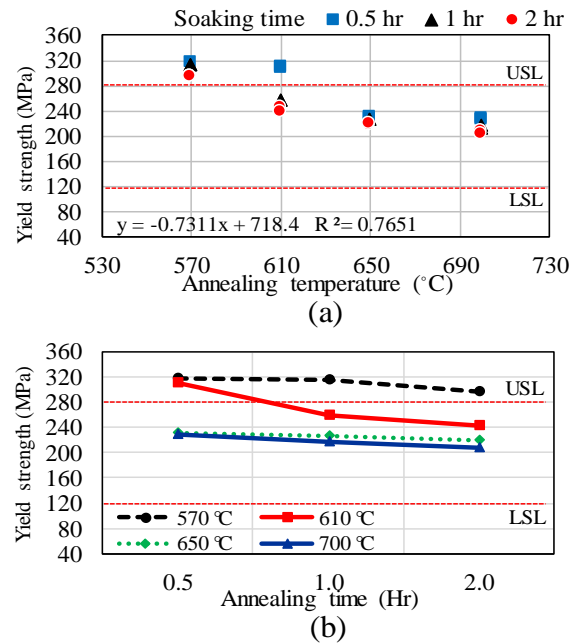 Soaking time 0.5 hr 1 hr 2 hr
360
320
280
240
200
160
120
80
40
Yield strength (MPa)
USL
LSL
y = -0.7311x + 718.4 R ²= 0.7651
530 570 610 650 690 730
Annealing temperature (°C)
(a)
360
320
280
240
200
160
120
80
40
Yield strength (MPa)
USL
LSL
570 ℃ 610 ℃
650 ℃ 700 ℃
0.5 1.0 2.0
Annealing time (Hr)
(b)